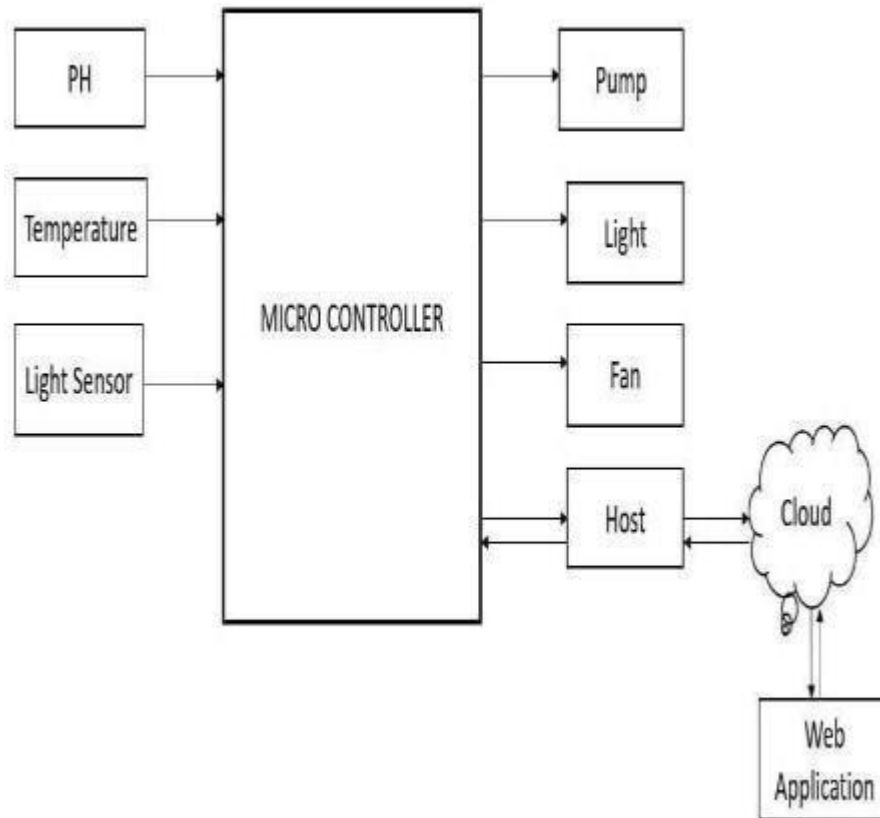 PH
Temperature
Light Sensor
MICRO CONTROLLER
Pump
Light
Fan
Host
Cloud
Web
Application